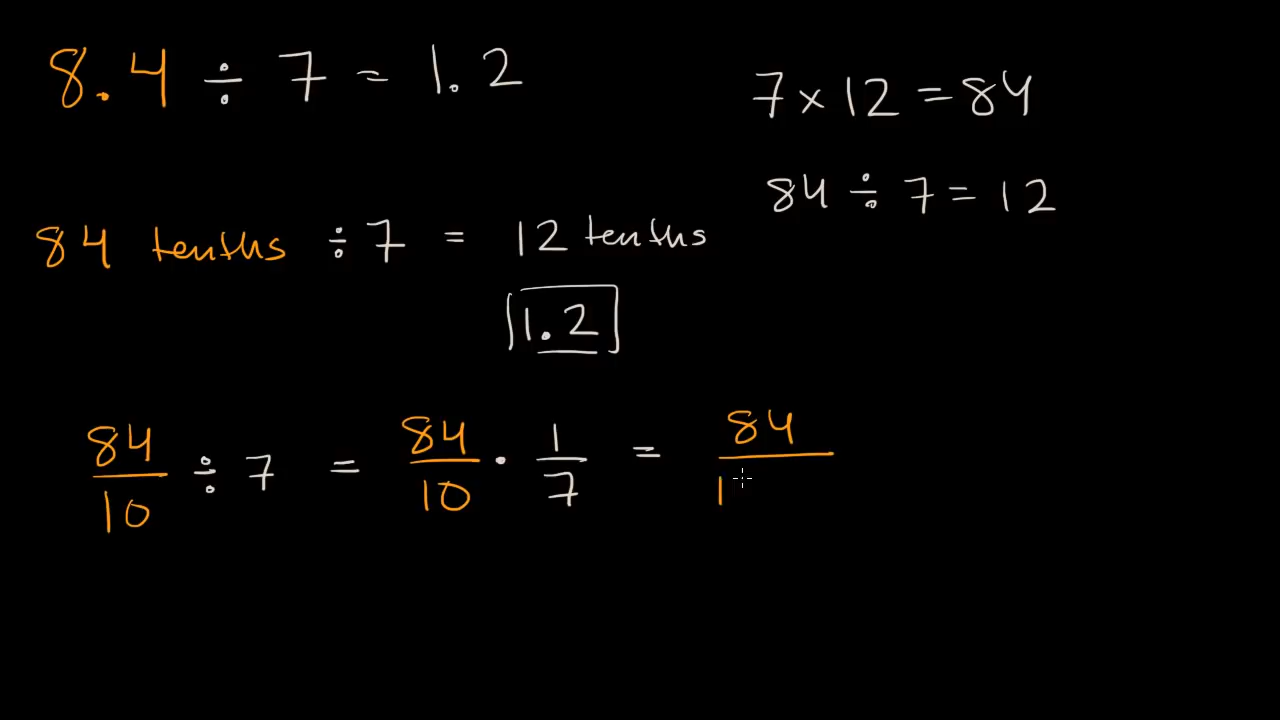 8.4 ÷ 7 = 1.2
7 × 12 = 84
84 ÷ 7 = 12
84 tenths ÷ 7 = 12 tenths
1.2
84/10 ÷ 7 = 84/10 · 1/7 = 84/1